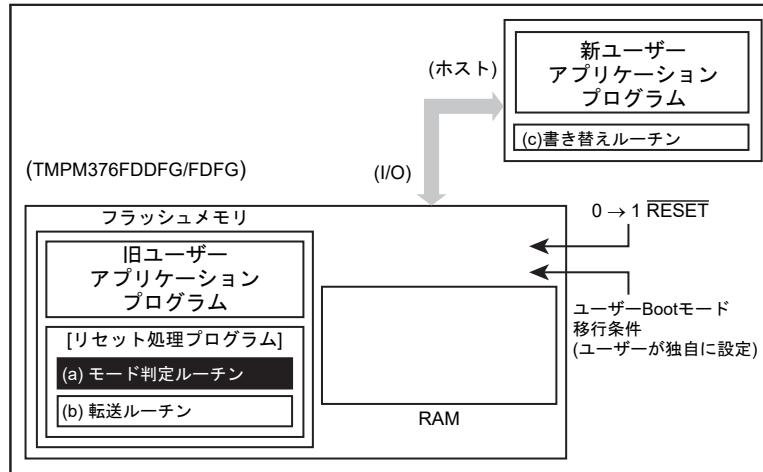 (ホスト)
新ユーザー
アプリケーション
プログラム
(c)書き替えルーチン
(TMPM376FDDFG/FDFG)
(I/O)
フラッシュメモリ
旧ユーザー
アプリケーション
プログラム
[リセット処理プログラム]
(a) モード判定ルーチン
(b) 転送ルーチン
RAM
0 → 1 RESET
ユーザーBootモード
移行条件
(ユーザーが独自に設定)